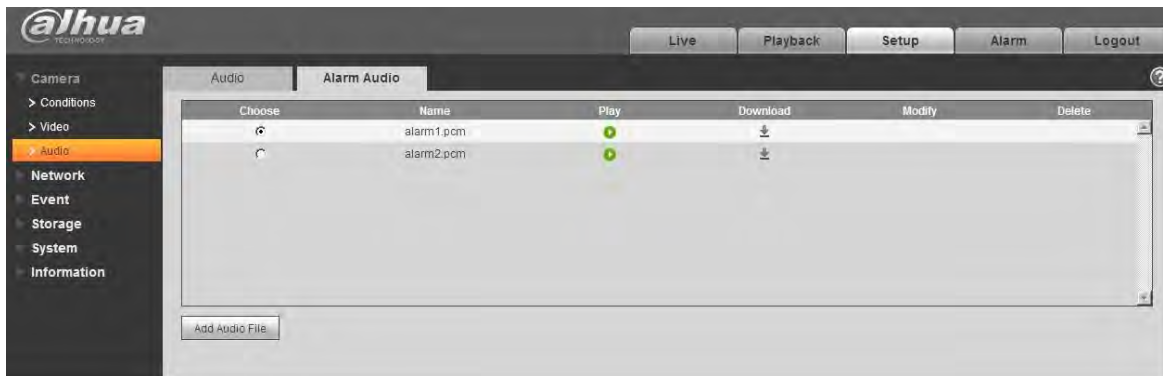 alhua
TECHNOLOGY
Live Playback Setup Alarm Logout
Camera
> Conditions
> Video
> Audio
Network
Event
Storage
System
Information
Audio Alarm Audio
Choose Name Play Download Modify Delete
alarm1.pcm
alarm2.pcm
Add Audio File